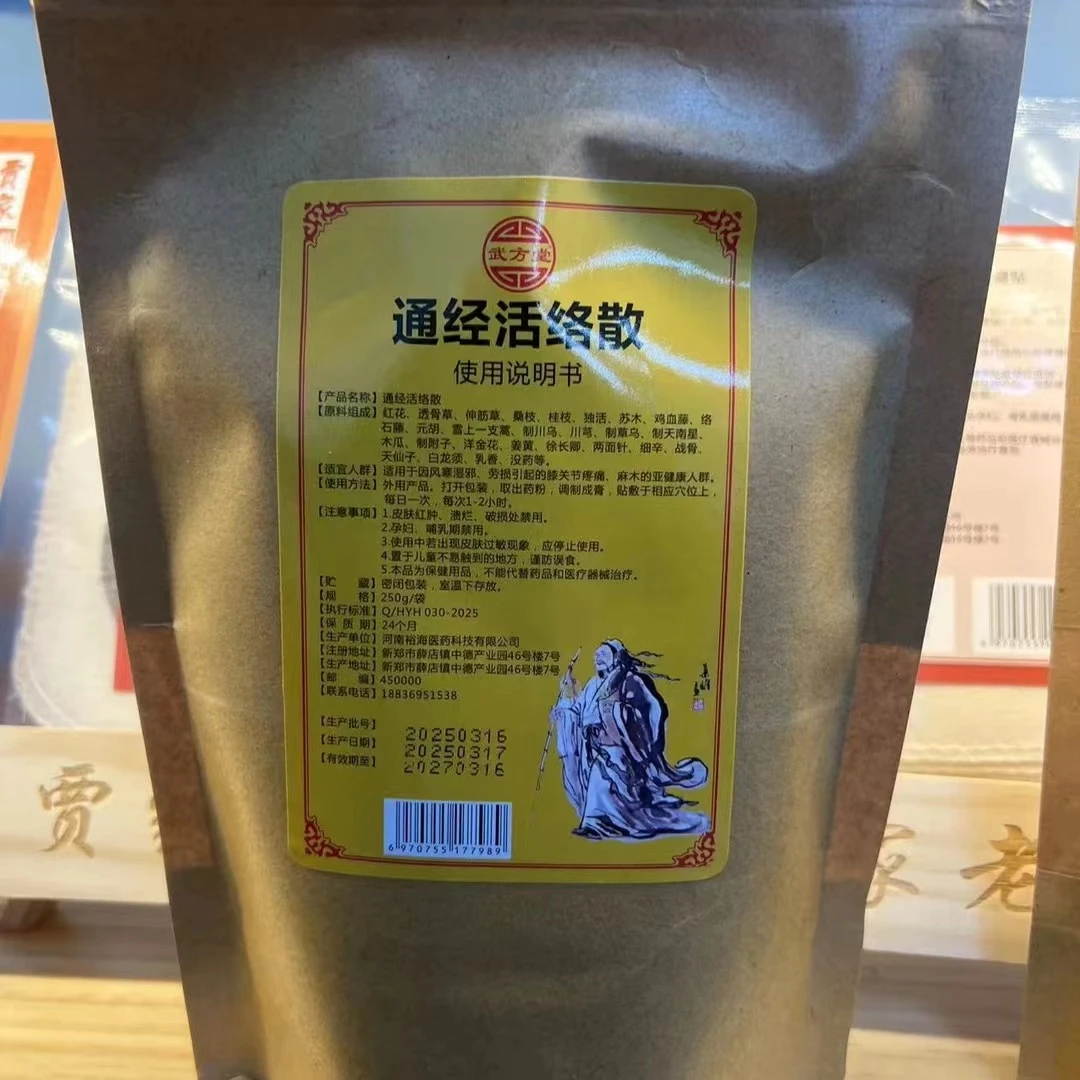 武方堂
通经活络散
使用说明书
【产品名称】通经活络散
【原料组成】红花、透骨草、伸筋草、桑枝、桂枝、独活、苏木、鸡血藤、络
石藤、元胡、雪上一支蒿、制川乌、川芎、制草乌、制天南星、
木瓜、制附子、洋金花、姜黄、徐长卿、两面针、细辛、战骨、
天仙子、白龙须、乳香、没药等。
【适宜人群】适用于因风寒湿邪、劳损引起的膝关节疼痛、麻木的亚健康人群。
【使用方法】外用产品。打开包装，取出药粉，调制成膏，贴敷于相应穴位上，
每日一次，每次1-2小时。
【注意事项】1.皮肤红肿、溃烂、破损处禁用。
2.孕妇、哺乳期禁用。
3.使用中若出现皮肤过敏现象，应停止使用。
4.置于儿童不易触到的地方，谨防误食。
5.本品为保健用品，不能代替药品和医疗器械治疗。
【贮 藏】密闭包装，室温下存放。
【规 格】250g/袋
【执行标准】Q/HYH 030-2025
【保 质 期】24个月
【生产单位】河南裕海医药科技有限公司
【注册地址】新郑市薛店镇中德产业园46号楼7号
【生产地址】新郑市薛店镇中德产业园46号楼7号
【邮 编】450000
【联系电话】18836951538
【生产批号】20250316
【生产日期】20250317
【有效期至】20270316
6970755177989
贾
老